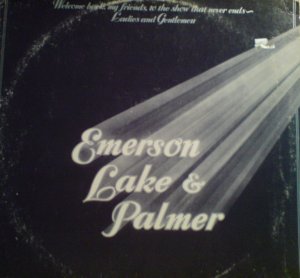 Welcome back, my friends, to the show that never ends~
Ladies and Gentlemen
Emerson
Lake &
Palmer